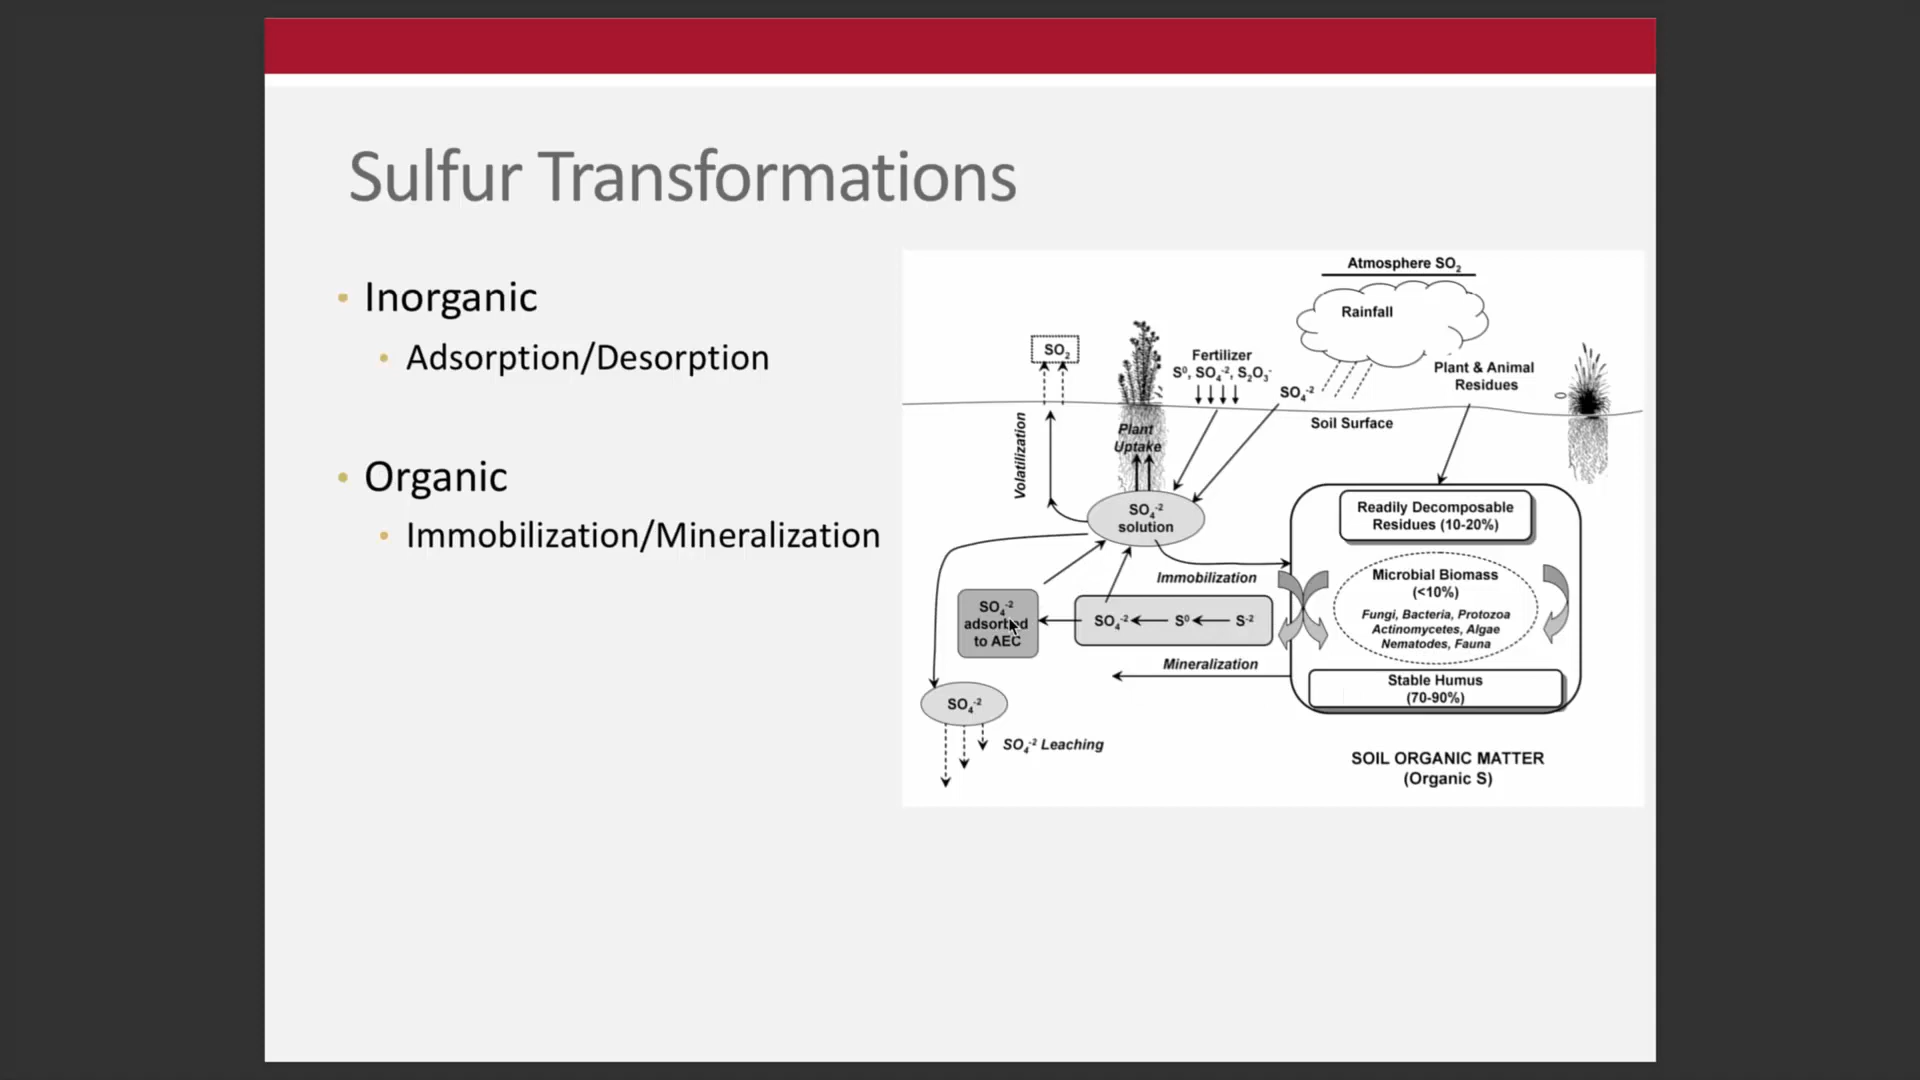 Sulfur Transformations
• Inorganic
• Adsorption/Desorption
• Organic
• Immobilization/Mineralization
Atmosphere SO₂
Rainfall
SO₂
Fertilizer
S⁰, SO₄⁻², S₂O₃⁻
SO₄⁻²
Plant & Animal
Residues
Soil Surface
Volatilization
Plant
Uptake
SO₄⁻²
solution
Readily Decomposable
Residues (10-20%)
Immobilization
Microbial Biomass
(<10%)
Fungi, Bacteria, Protozoa
Actinomycetes, Algae
Nematodes, Fauna
SO₄⁻²
adsorbed
to AEC
SO₄⁻² S⁰ S⁻²
Mineralization
Stable Humus
(70-90%)
SO₄⁻²
SO₄⁻² Leaching
SOIL ORGANIC MATTER
(Organic S)